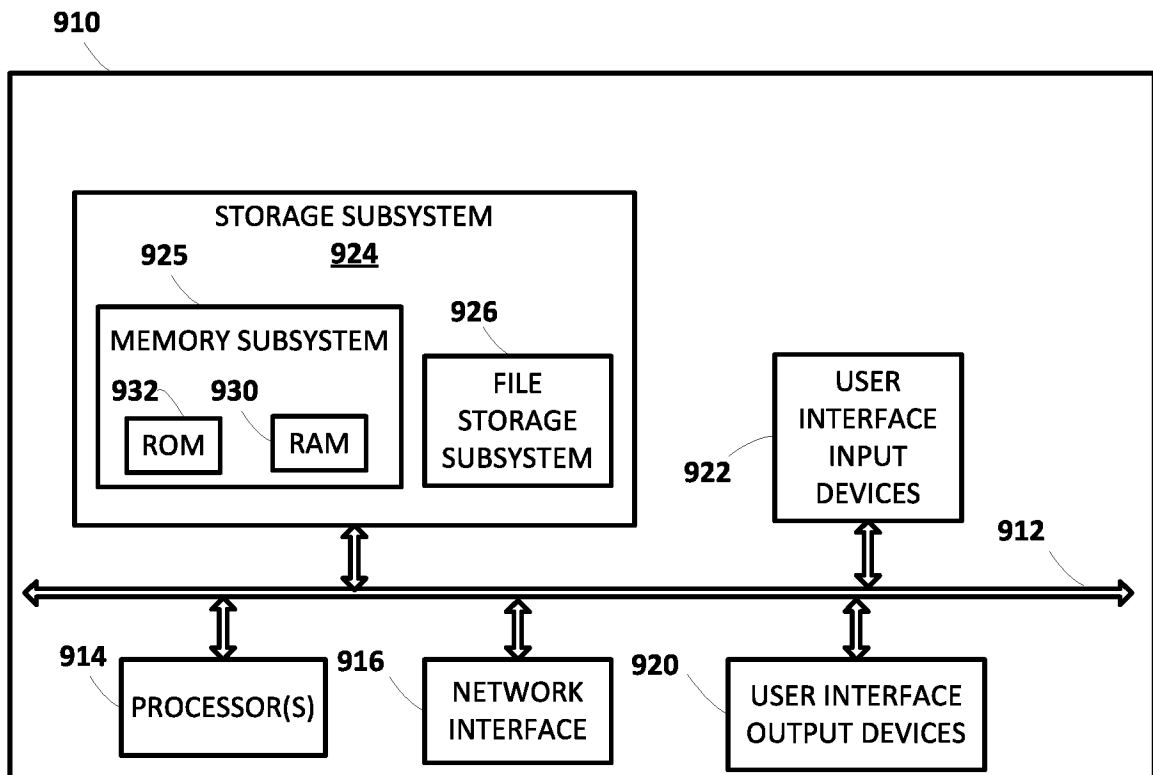 910
STORAGE SUBSYSTEM
924
925
926
MEMORY SUBSYSTEM
932
930
ROM
RAM
FILE
STORAGE
SUBSYSTEM
USER
INTERFACE
INPUT
DEVICES
922
912
914
PROCESSOR(S)
916
NETWORK
INTERFACE
920
USER INTERFACE
OUTPUT DEVICES